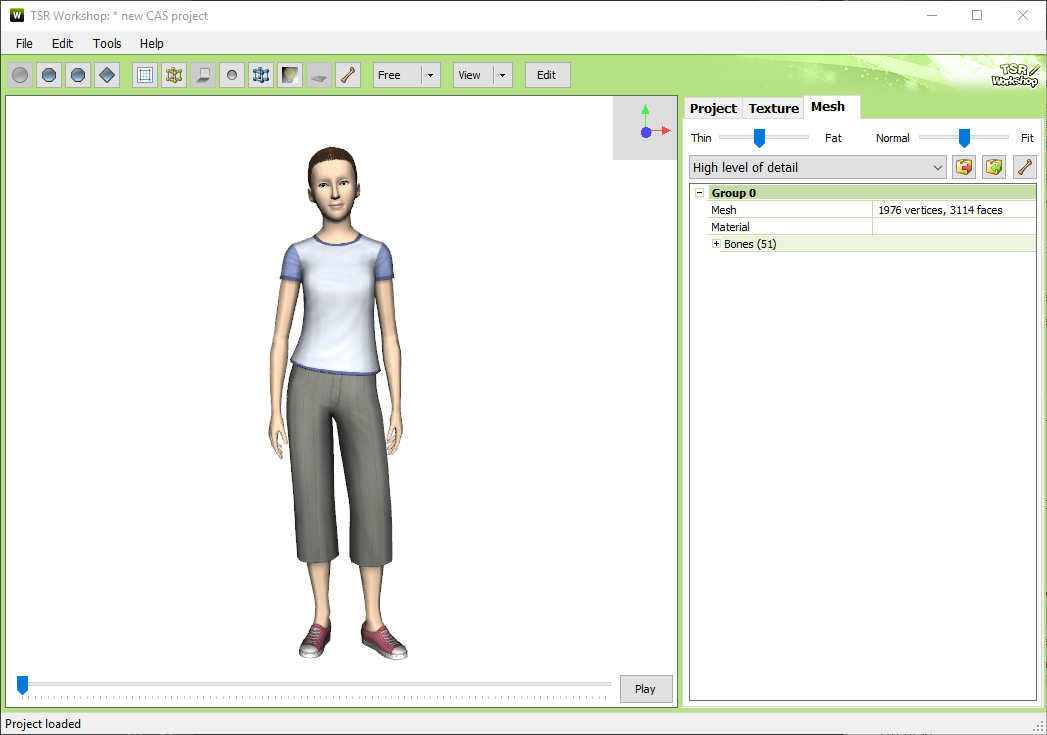 W TSR Workshop: * new CAS project
File Edit Tools Help
Free View Edit
TSR Workshop
Project Texture Mesh
Thin Fat Normal Fit
High level of detail
Group 0
Mesh 1976 vertices, 3114 faces
Material
Bones (51)
Play
Project loaded